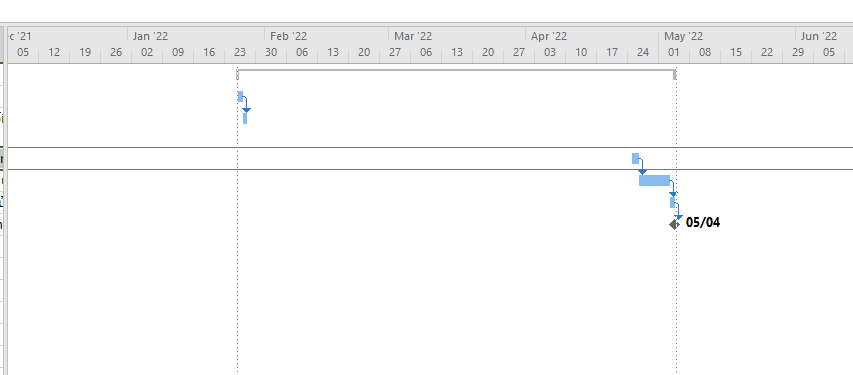 c '21 Jan '22 Feb '22 Mar '22 Apr '22 May '22 Jun '22
05 12 19 26 02 09 16 23 30 06 13 20 27 06 13 20 27 03 10 17 24 01 08 15 22 29 05
05/04